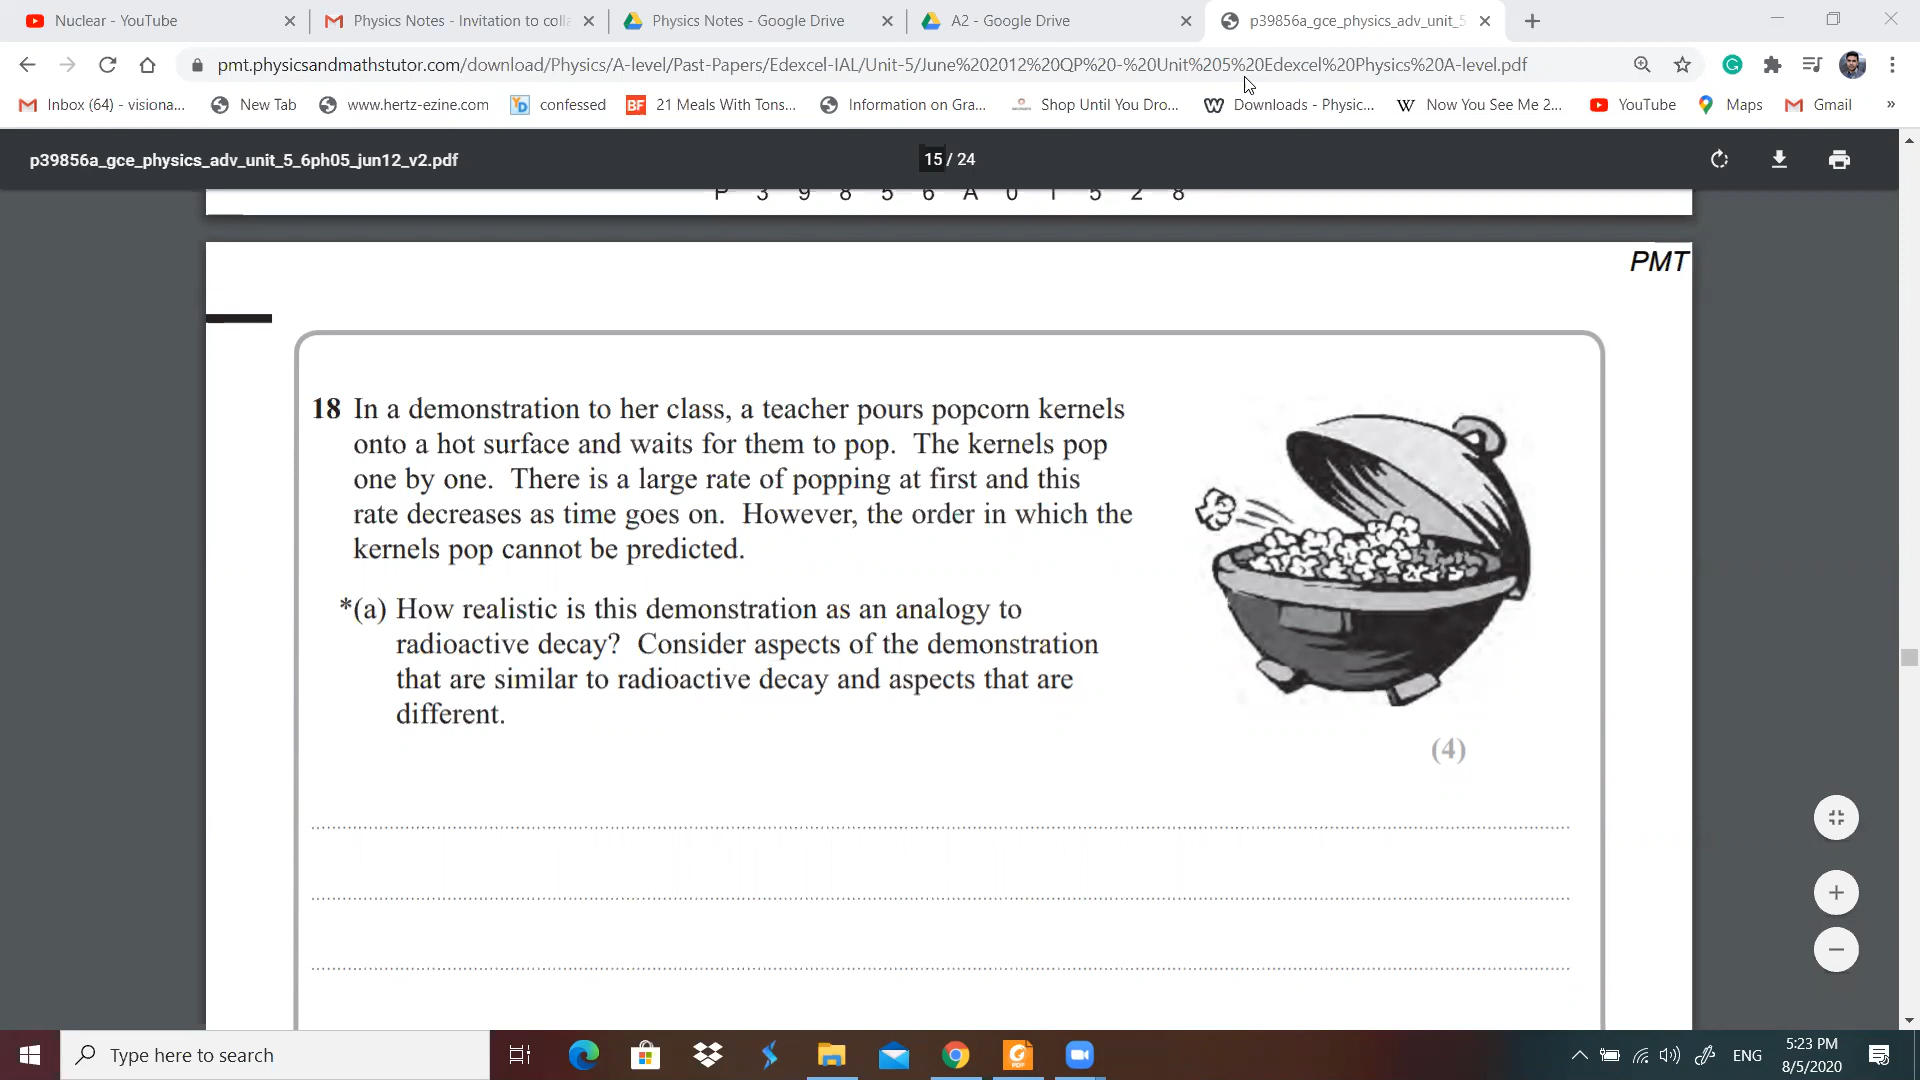 Nuclear - YouTube
Physics Notes - Invitation to coll
Physics Notes - Google Drive
A2 - Google Drive
p39856a_gce_physics_adv_unit_5
pmt.physicsandmathstutor.com/download/Physics/A-level/Past-Papers/Edexcel-IAL/Unit-5/June%202012%20QP%20-%20Unit%205%20Edexcel%20Physics%20A-level.pdf
Inbox (64) - visiona...
New Tab
www.hertz-ezine.com
YD confessed
BF 21 Meals With Tons...
Information on Gra...
Shop Until You Dro...
Downloads - Physic...
W Now You See Me 2...
YouTube
Maps
Gmail
»
p39856a_gce_physics_adv_unit_5_6ph05_jun12_v2.pdf
15 / 24
P 3 9 8 5 6 A 0 1 5 2 8
PMT
18 In a demonstration to her class, a teacher pours popcorn kernels
onto a hot surface and waits for them to pop. The kernels pop
one by one. There is a large rate of popping at first and this
rate decreases as time goes on. However, the order in which the
kernels pop cannot be predicted.
*(a) How realistic is this demonstration as an analogy to
radioactive decay? Consider aspects of the demonstration
that are similar to radioactive decay and aspects that are
different.
(4)
Type here to search
ENG
5:23 PM
8/5/2020